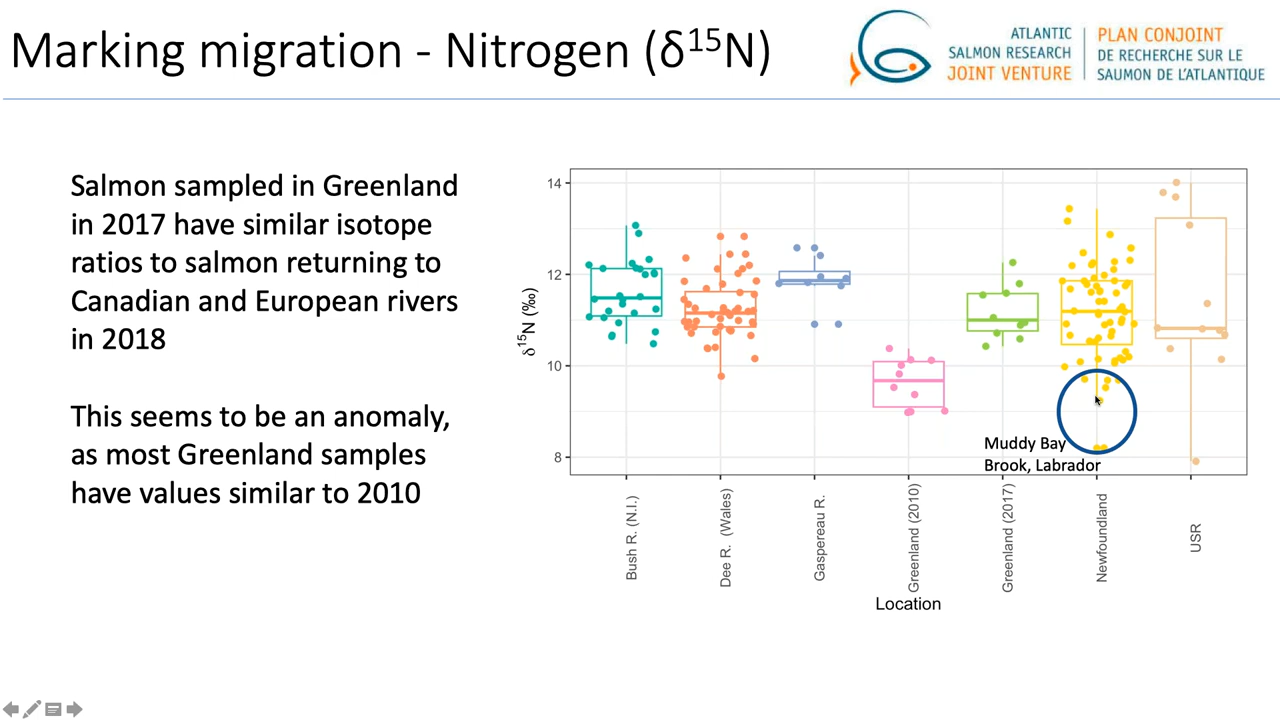 Marking migration - Nitrogen (δ¹⁵N)
ATLANTIC
SALMON RESEARCH
JOINT VENTURE
PLAN CONJOINT
DE RECHERCHE SUR LE
SAUMON DE L'ATLANTIQUE
Salmon sampled in Greenland
in 2017 have similar isotope
ratios to salmon returning to
Canadian and European rivers
in 2018
This seems to be an anomaly,
as most Greenland samples
have values similar to 2010
δ¹⁵N (‰)
14
12
10
8
Muddy Bay
Brook, Labrador
Bush R. (N.I.)
Dee R. (Wales)
Gaspereau R.
Greenland (2010)
Greenland (2017)
Newfoundland
USR
Location